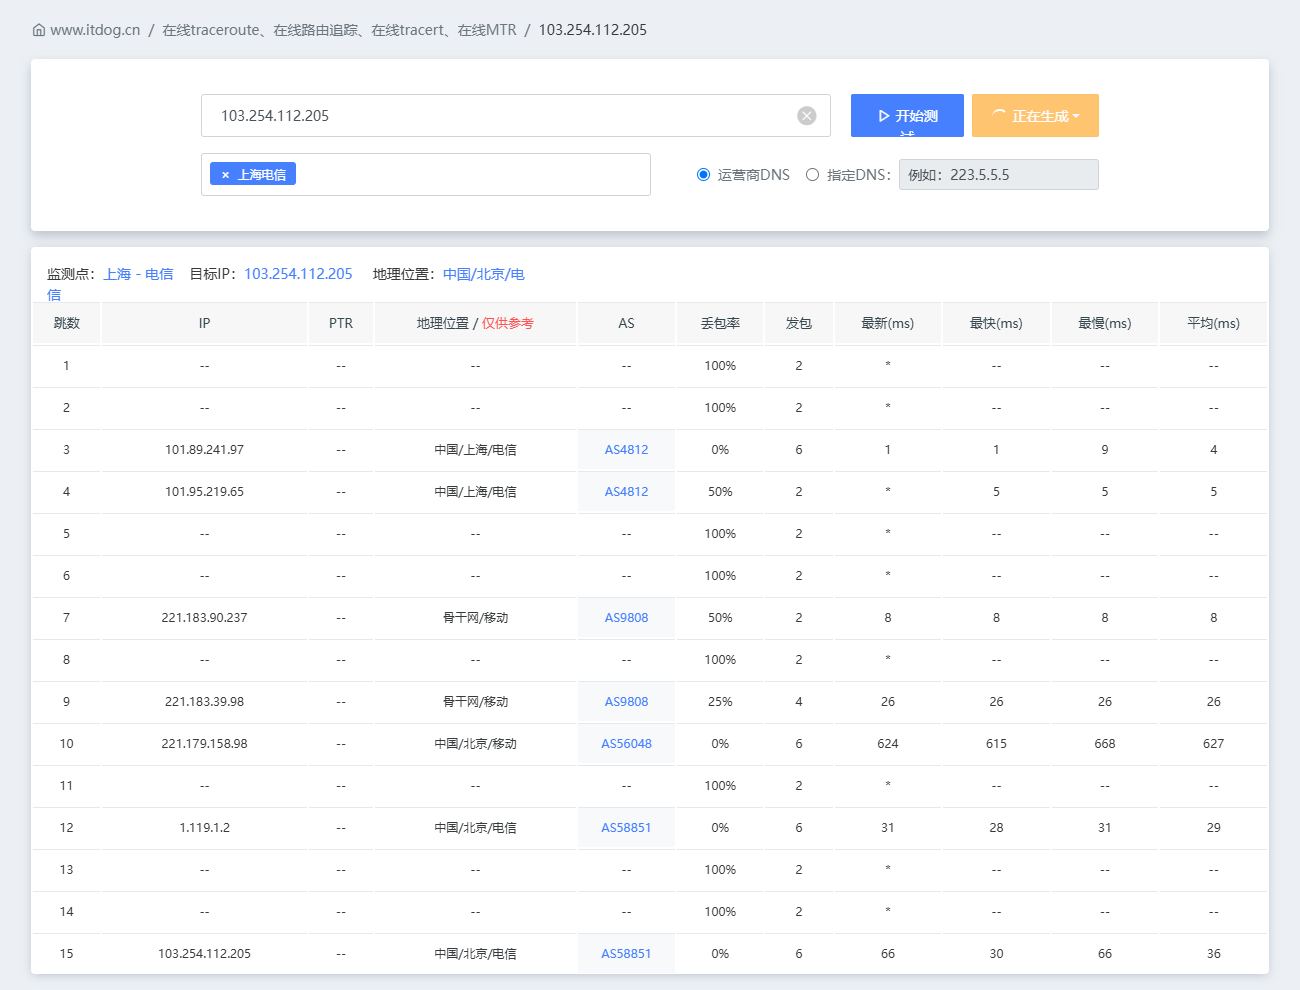 www.itdog.cn / 在线traceroute、在线路由追踪、在线tracert、在线MTR / 103.254.112.205
103.254.112.205 开始测试 正在生成
× 上海电信 运营商DNS 指定DNS: 例如：223.5.5.5
监测点：上海 - 电信 目标IP：103.254.112.205 地理位置：中国/北京/电
信
跳数 IP PTR 地理位置 / 仅供参考 AS 丢包率 发包 最新(ms) 最快(ms) 最慢(ms) 平均(ms)
1 -- -- -- -- 100% 2 * -- -- --
2 -- -- -- -- 100% 2 * -- -- --
3 101.89.241.97 -- 中国/上海/电信 AS4812 0% 6 1 1 9 4
4 101.95.219.65 -- 中国/上海/电信 AS4812 50% 2 * 5 5 5
5 -- -- -- -- 100% 2 * -- -- --
6 -- -- -- -- 100% 2 * -- -- --
7 221.183.90.237 -- 骨干网/移动 AS9808 50% 2 8 8 8 8
8 -- -- -- -- 100% 2 * -- -- --
9 221.183.39.98 -- 骨干网/移动 AS9808 25% 4 26 26 26 26
10 221.179.158.98 -- 中国/北京/移动 AS56048 0% 6 624 615 668 627
11 -- -- -- -- 100% 2 * -- -- --
12 1.119.1.2 -- 中国/北京/电信 AS58851 0% 6 31 28 31 29
13 -- -- -- -- 100% 2 * -- -- --
14 -- -- -- -- 100% 2 * -- -- --
15 103.254.112.205 -- 中国/北京/电信 AS58851 0% 6 66 30 66 36